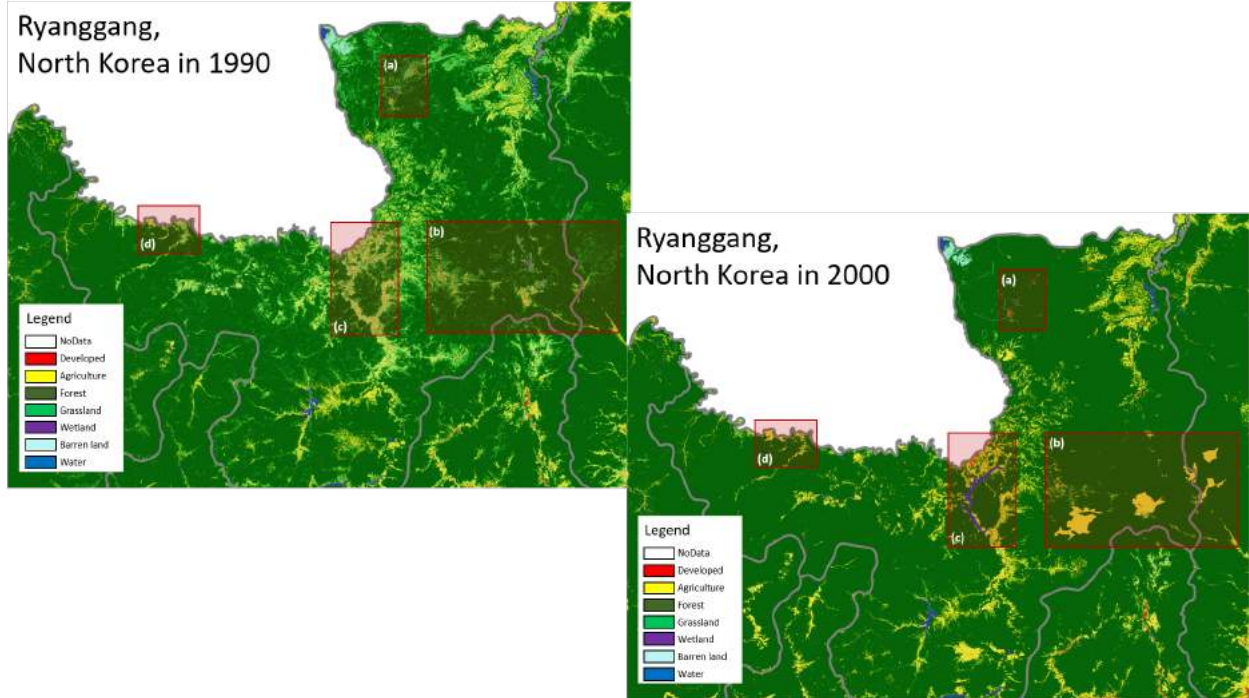 Ryanggang,
North Korea in 1990
(a)
(b)
(c)
(d)
Legend
NoData
Developed
Agriculture
Forest
Grassland
Wetland
Barren land
Water
Ryanggang,
North Korea in 2000
(a)
(b)
(c)
(d)
Legend
NoData
Developed
Agriculture
Forest
Grassland
Wetland
Barren land
Water